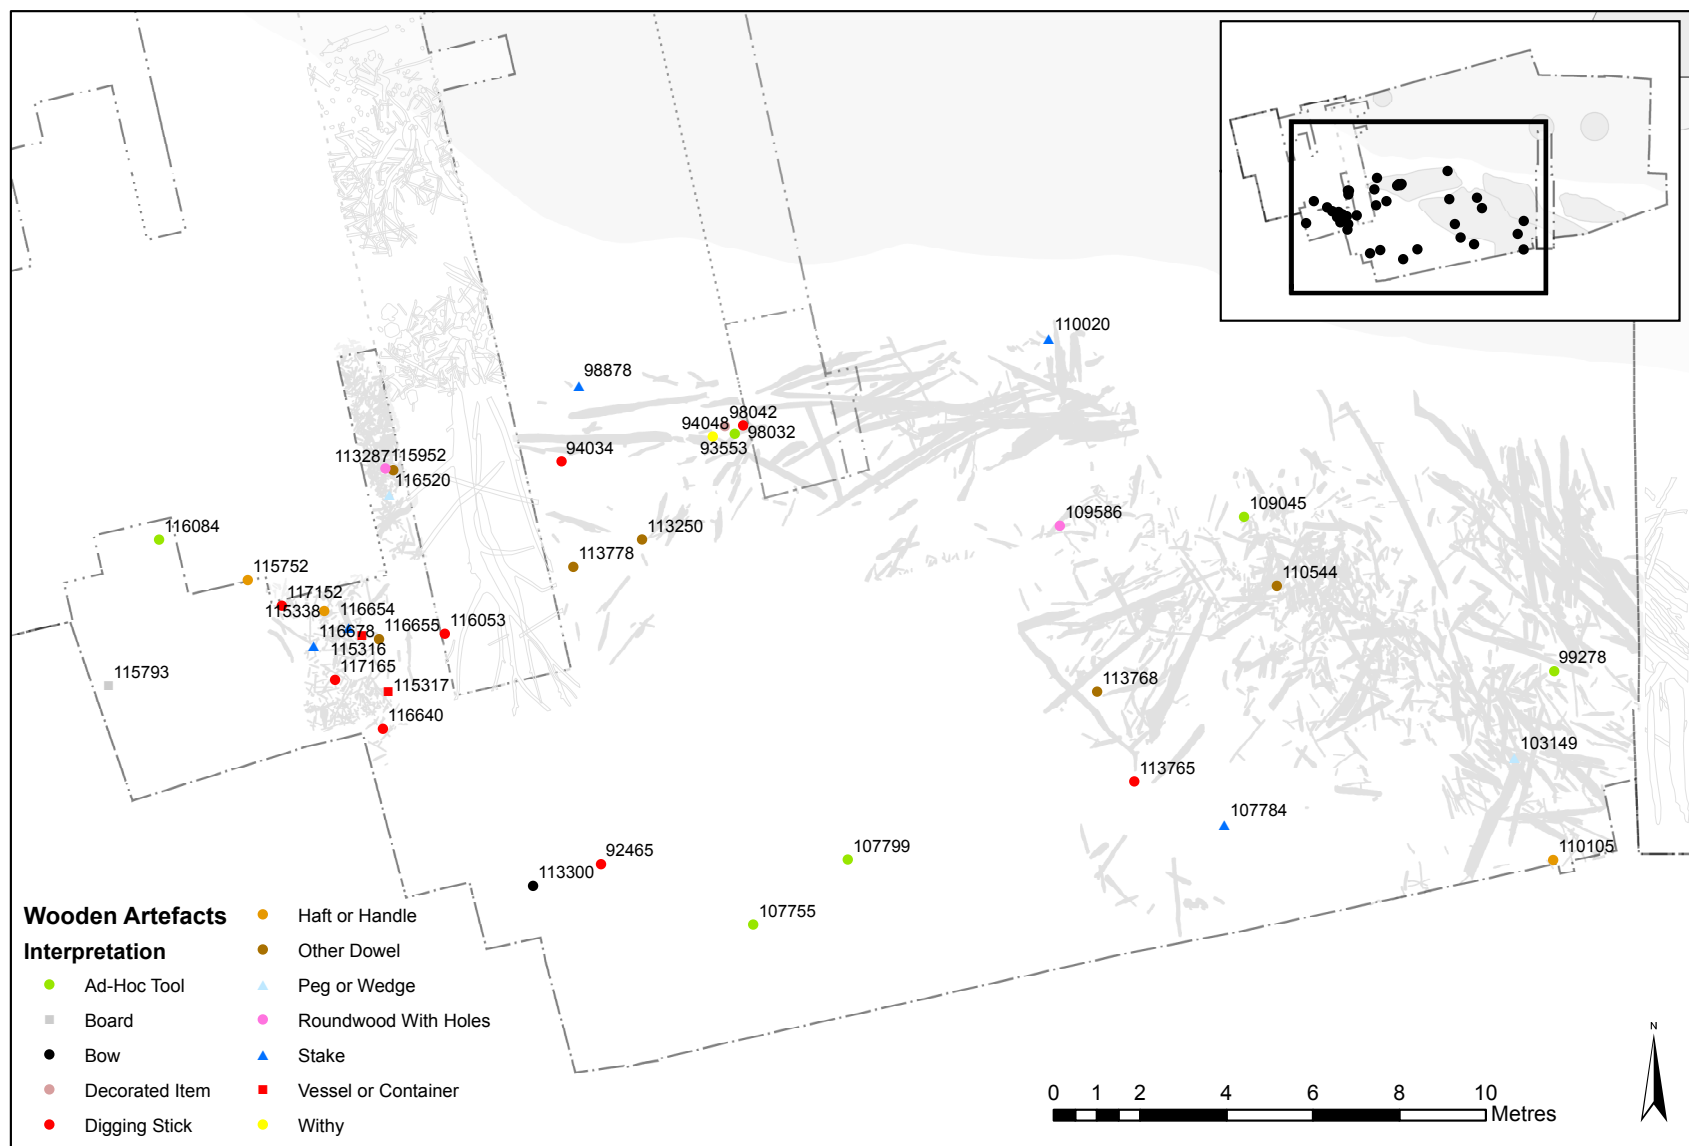 N
110020
98878
98042
94048
98032
93553
94034
113287
115952
116520
109586
109045
116084
113250
113778
115752
110544
117152
115338
116654
116678
116655
116053
115316
117165
99278
115793
115317
113768
116640
103149
113765
107784
92465
107799
110105
113300
107755
Wooden Artefacts
Interpretation
Ad-Hoc Tool
Board
Bow
Decorated Item
Digging Stick
Haft or Handle
Other Dowel
Peg or Wedge
Roundwood With Holes
Stake
Vessel or Container
Withy
0 1 2 4 6 8 10
Metres